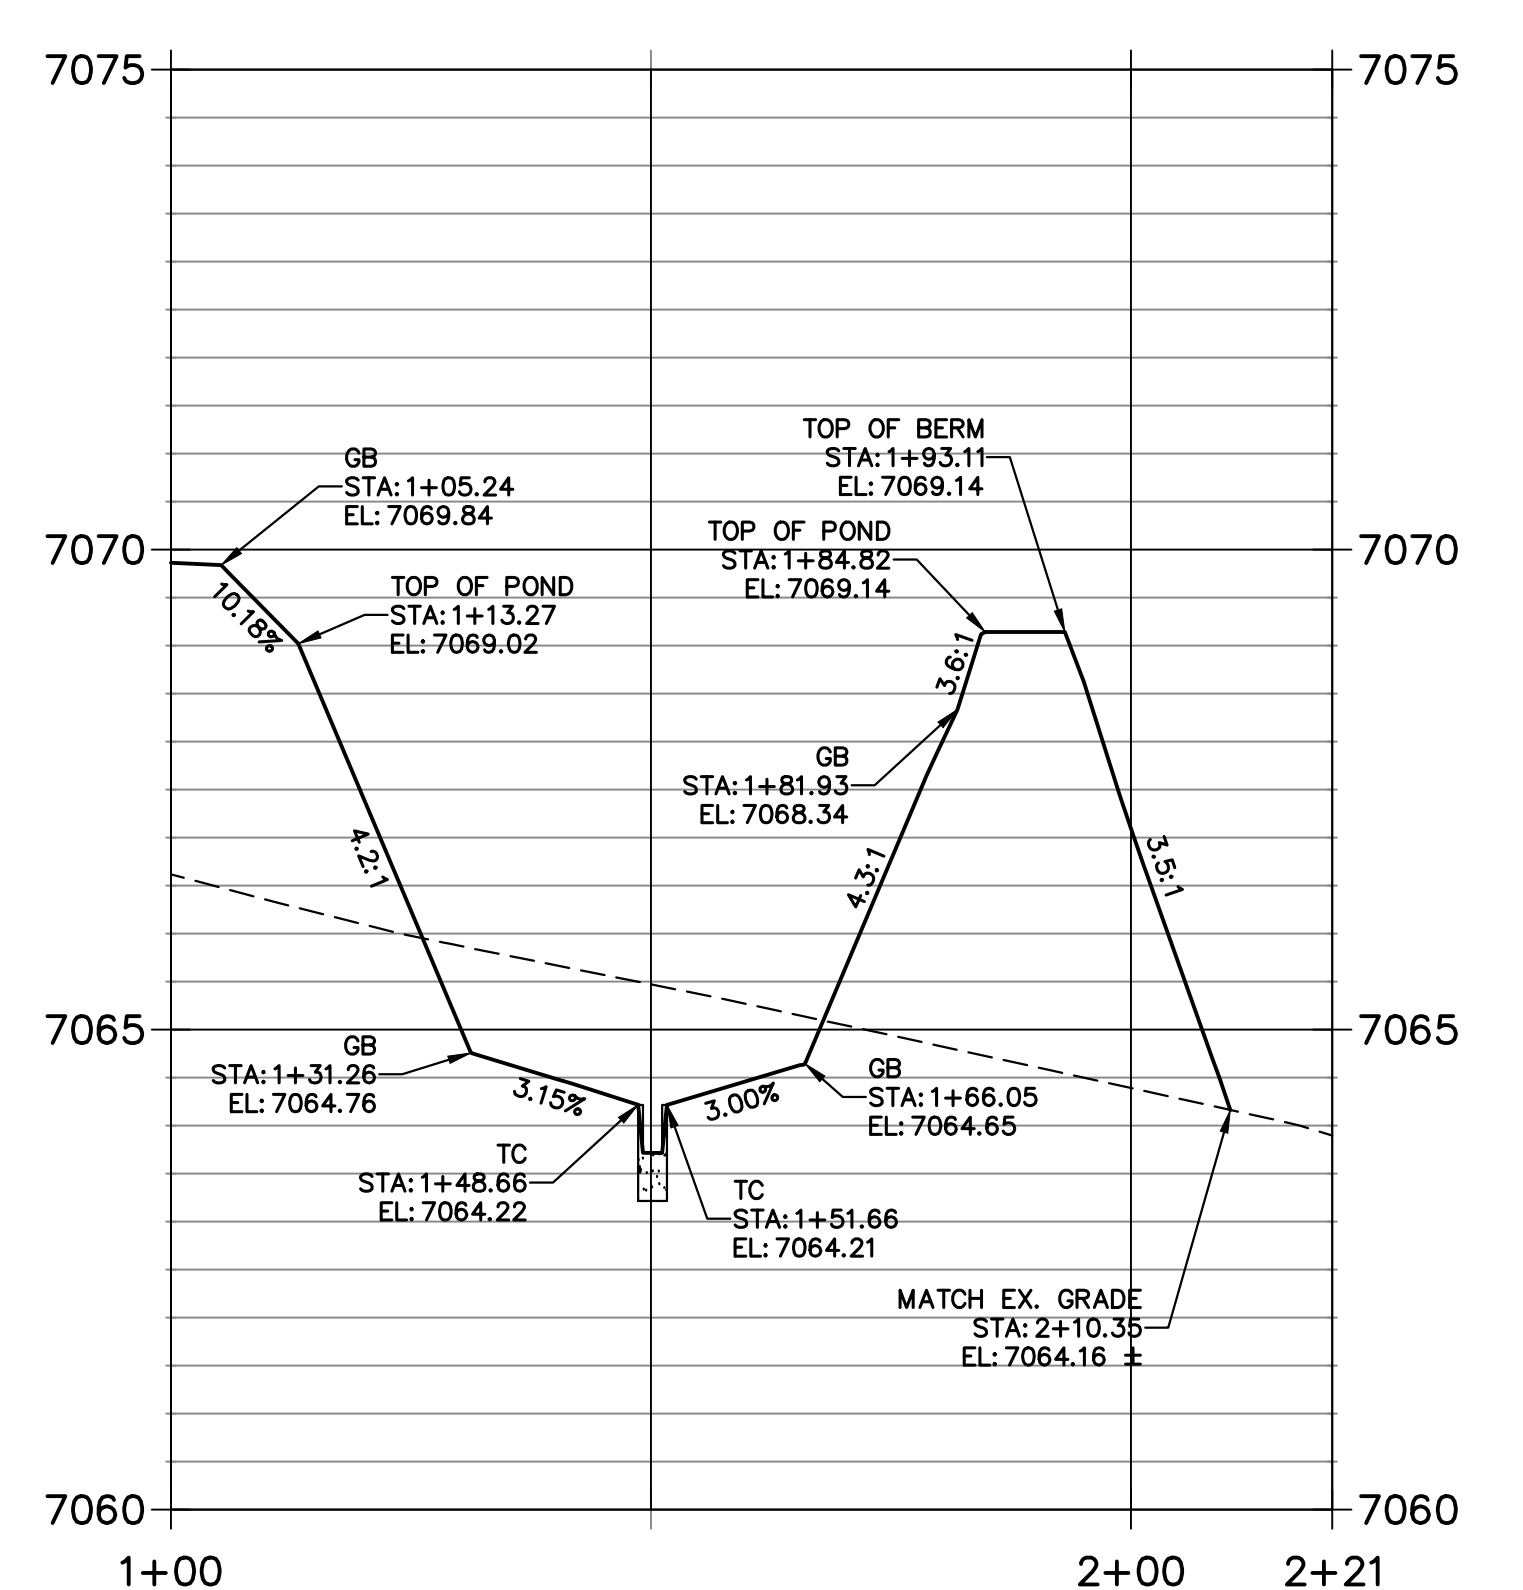 7075
7075
TOP OF BERM
STA: 1+93.11
EL: 7069.14
GB
STA: 1+05.24
EL: 7069.84
TOP OF POND
STA: 1+84.82
EL: 7069.14
7070
7070
10.18%
TOP OF POND
STA: 1+13.27
EL: 7069.02
3.6:1
GB
STA: 1+81.93
EL: 7068.34
4.2:1
4.3:1
3.5:1
7065
7065
GB
STA: 1+31.26
EL: 7064.76
3.15%
3.00%
GB
STA: 1+66.05
EL: 7064.65
TC
STA: 1+48.66
EL: 7064.22
TC
STA: 1+51.66
EL: 7064.21
MATCH EX. GRADE
STA: 2+10.35
EL: 7064.16 ±
7060
7060
1+00
2+00
2+21